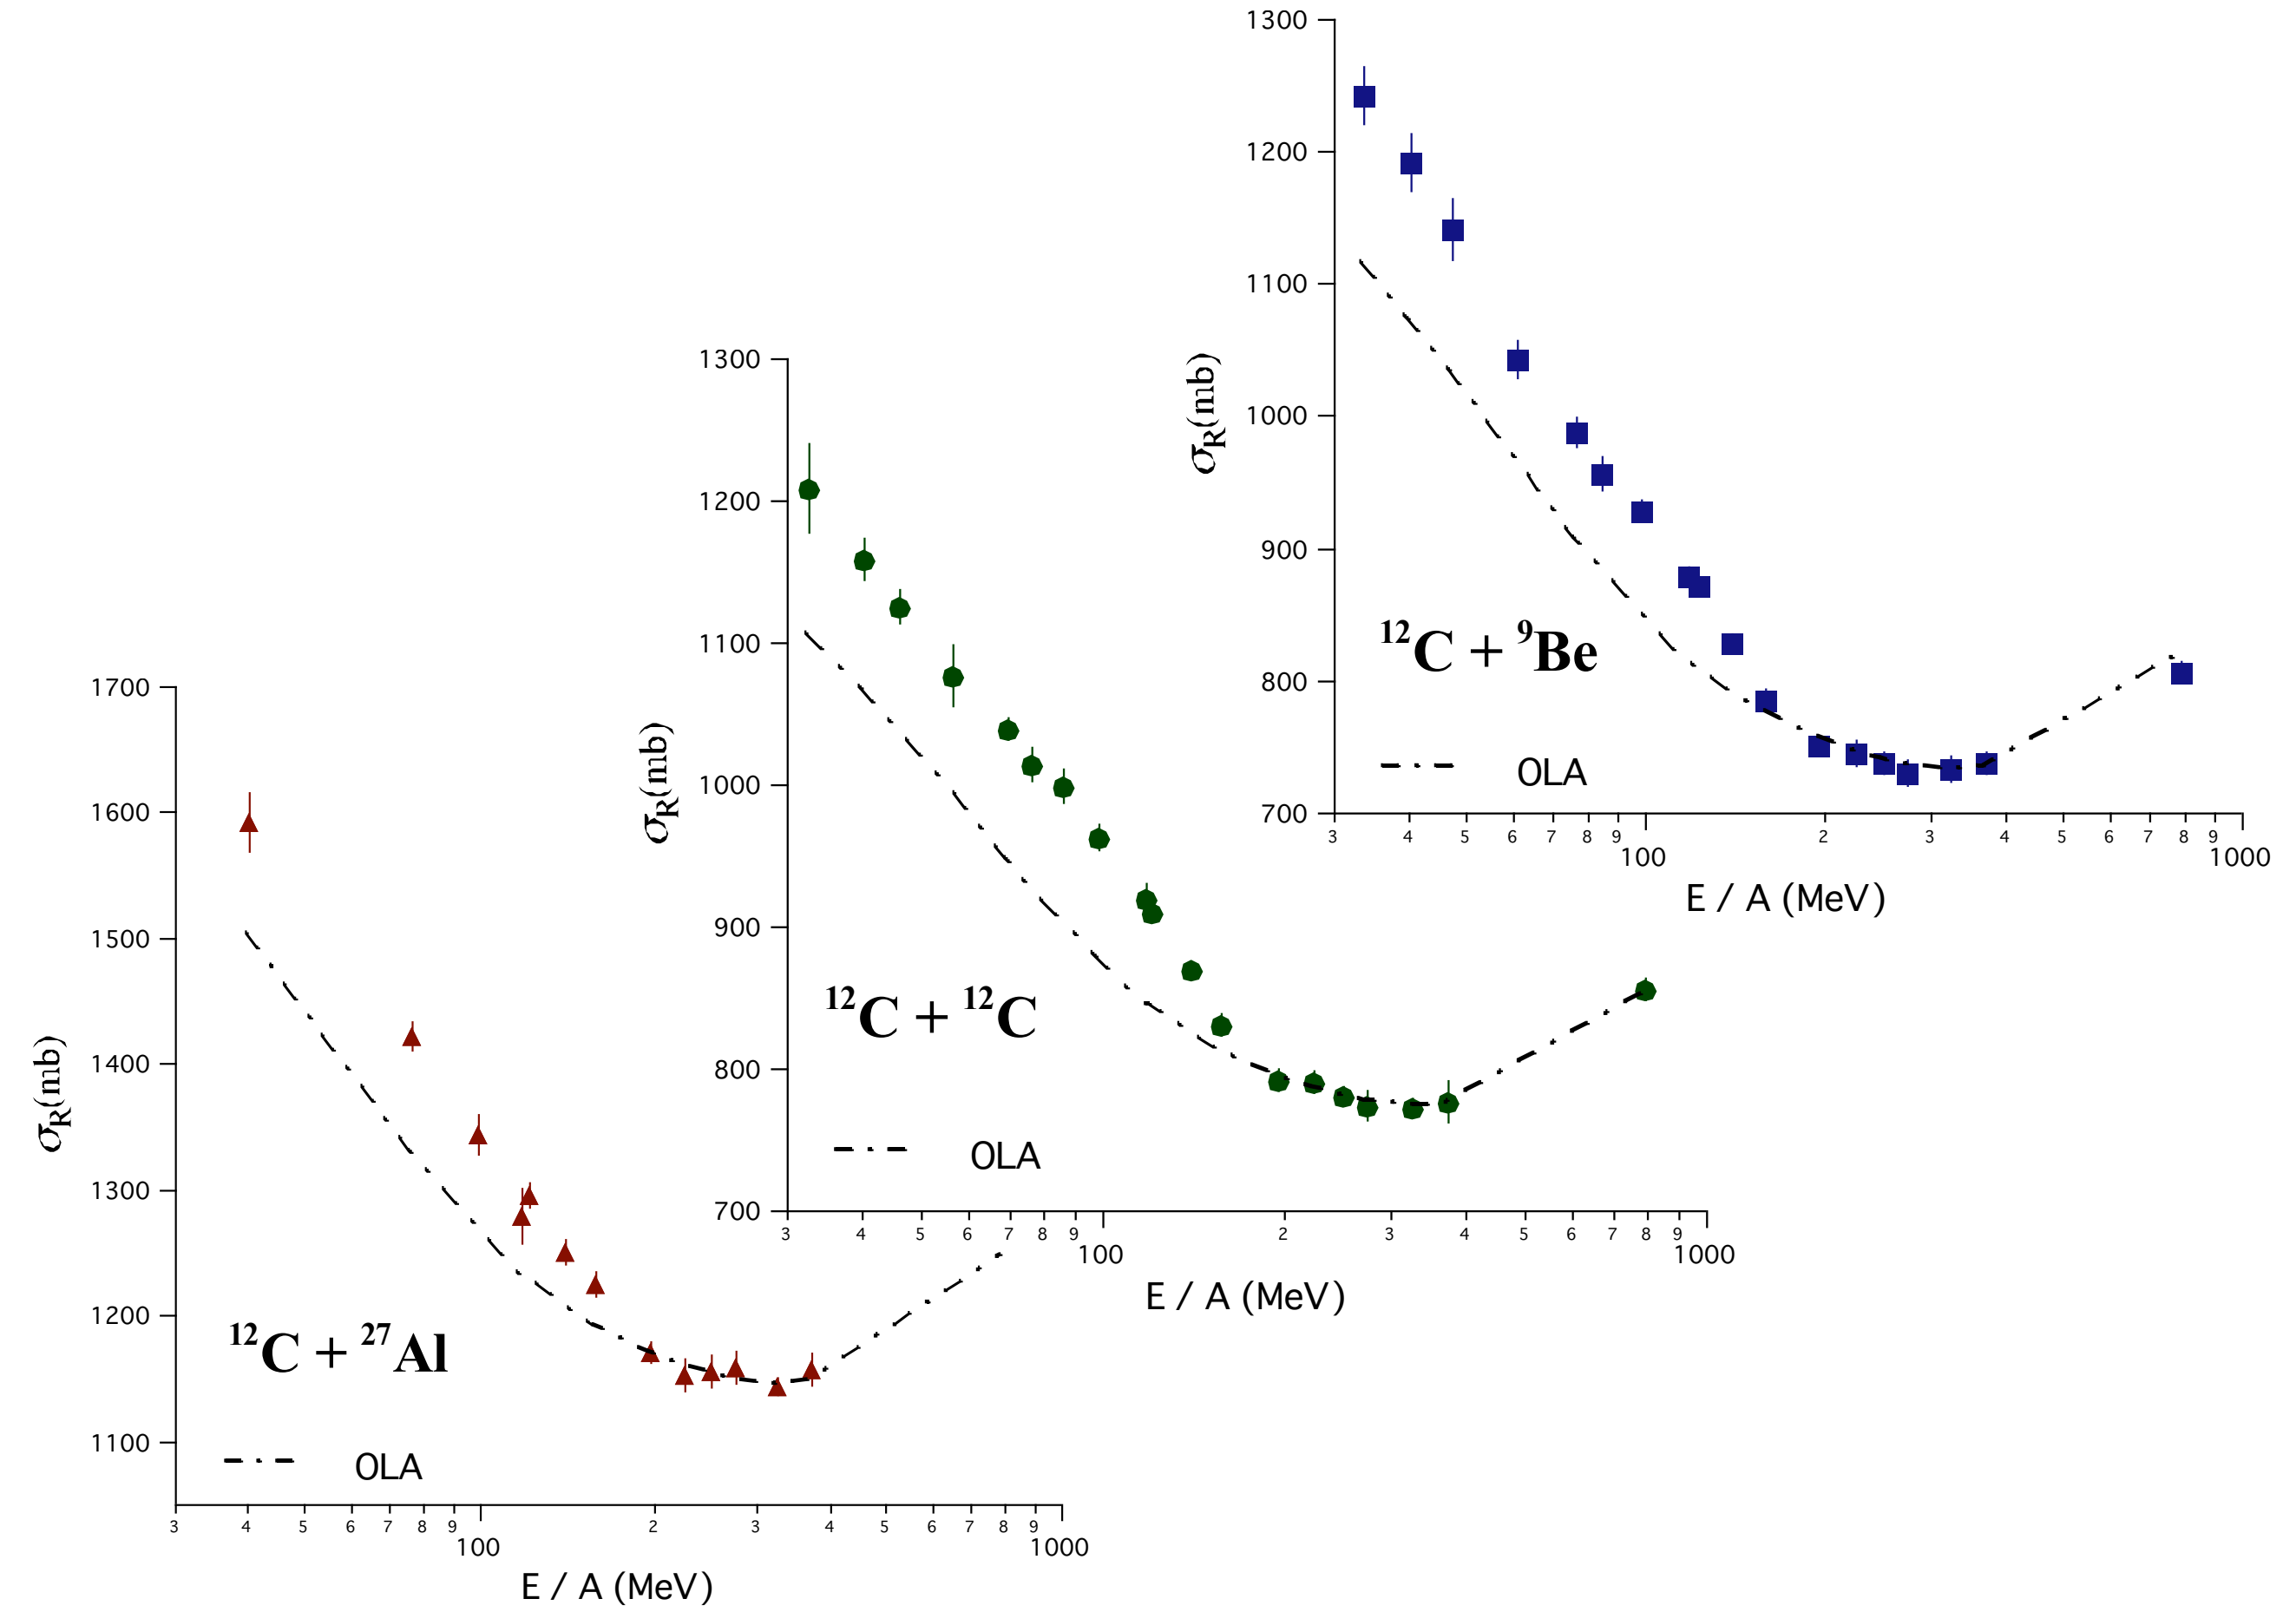 1300
1200
1100
1000
900
800
700
σR(mb)
¹²C + ⁹Be
OLA
3 4 5 6 7 8 9 2 3 4 5 6 7 8 9
100 1000
E / A (MeV)
1300
1200
1100
1000
900
800
700
σR(mb)
¹²C + ¹²C
OLA
3 4 5 6 7 8 9 2 3 4 5 6 7 8 9
100 1000
E / A (MeV)
1700
1600
1500
1400
1300
1200
1100
σR(mb)
¹²C + ²⁷Al
OLA
3 4 5 6 7 8 9 2 3 4 5 6 7 8 9
100 1000
E / A (MeV)